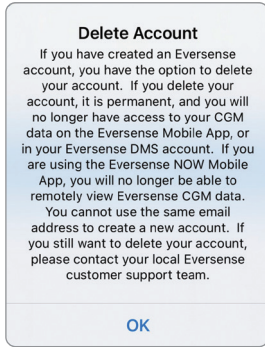 Delete Account
If you have created an Eversense
account, you have the option to delete
your account.  If you delete your
account, it is permanent, and you will
no longer have access to your CGM
data on the Eversense Mobile App, or
in your Eversense DMS account.  If you
are using the Eversense NOW Mobile
App, you will no longer be able to
remotely view Eversense CGM data.
You cannot use the same email
address to create a new account.  If
you still want to delete your account,
please contact your local Eversense
customer support team.
OK